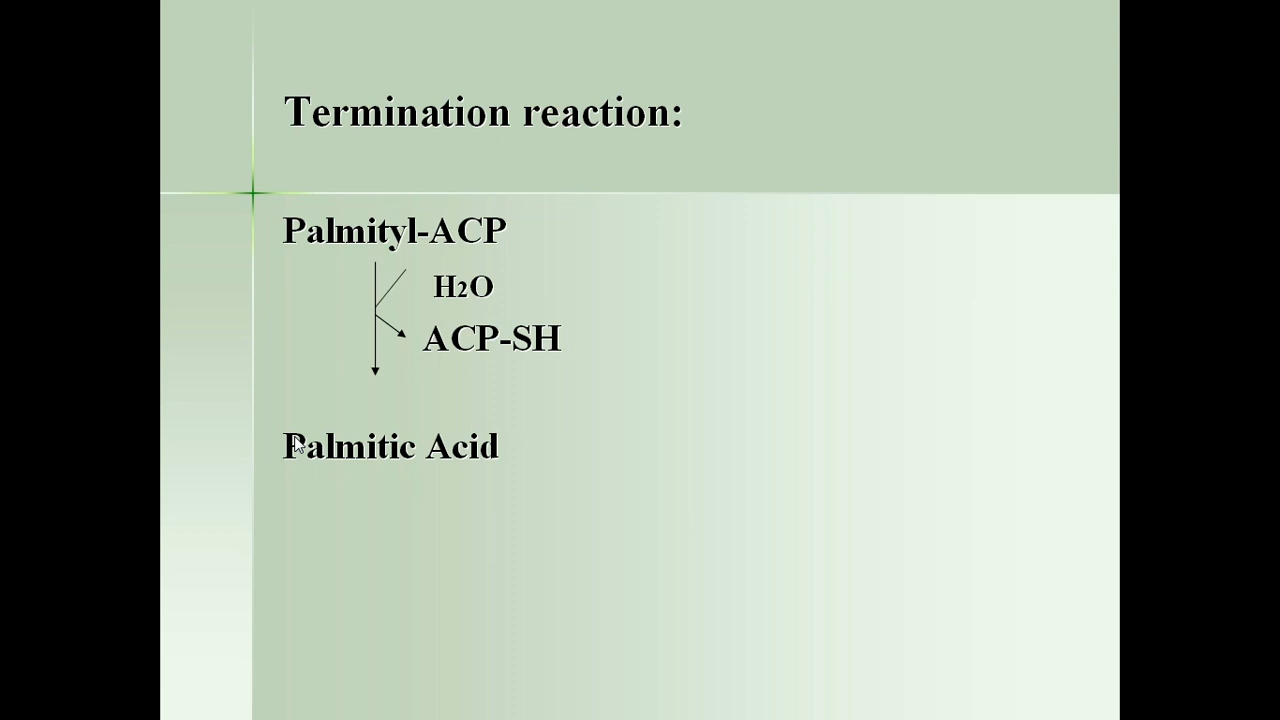 Termination reaction:
Palmityl-ACP
H2O
ACP-SH
Palmitic Acid